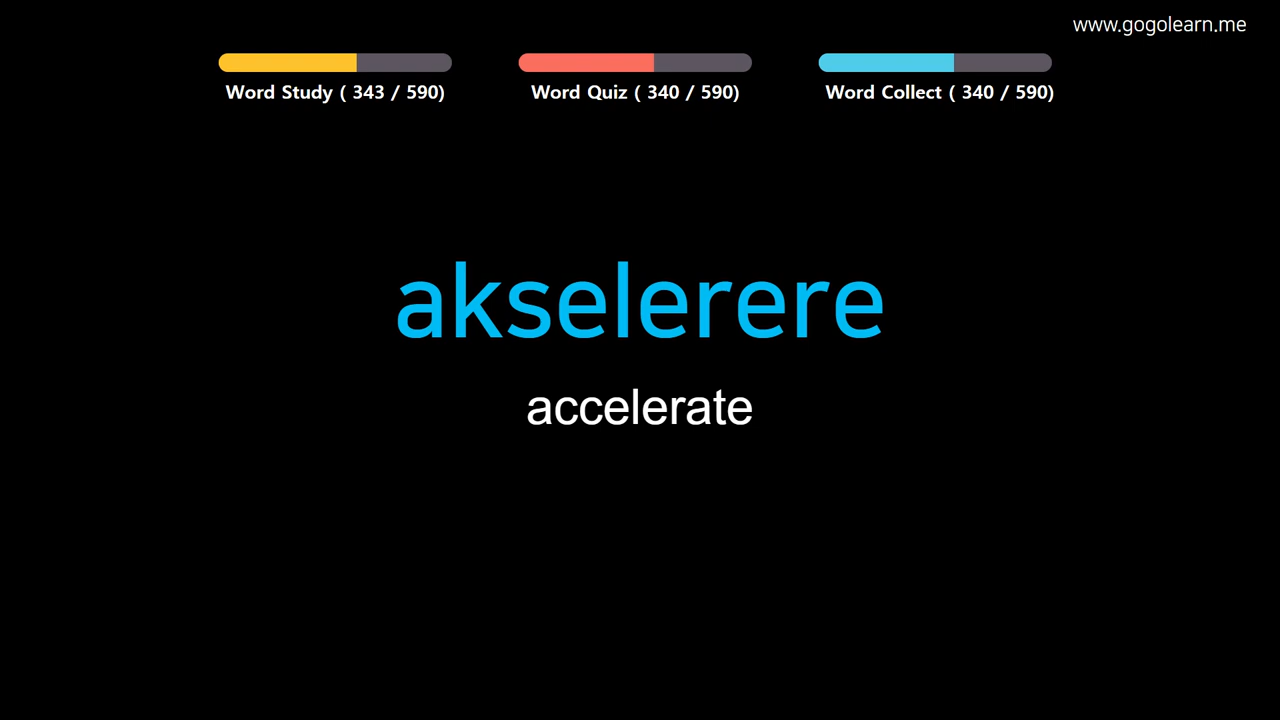 www.gogolearn.me
Word Study ( 343 / 590)
Word Quiz ( 340 / 590)
Word Collect ( 340 / 590)
akselerere
accelerate